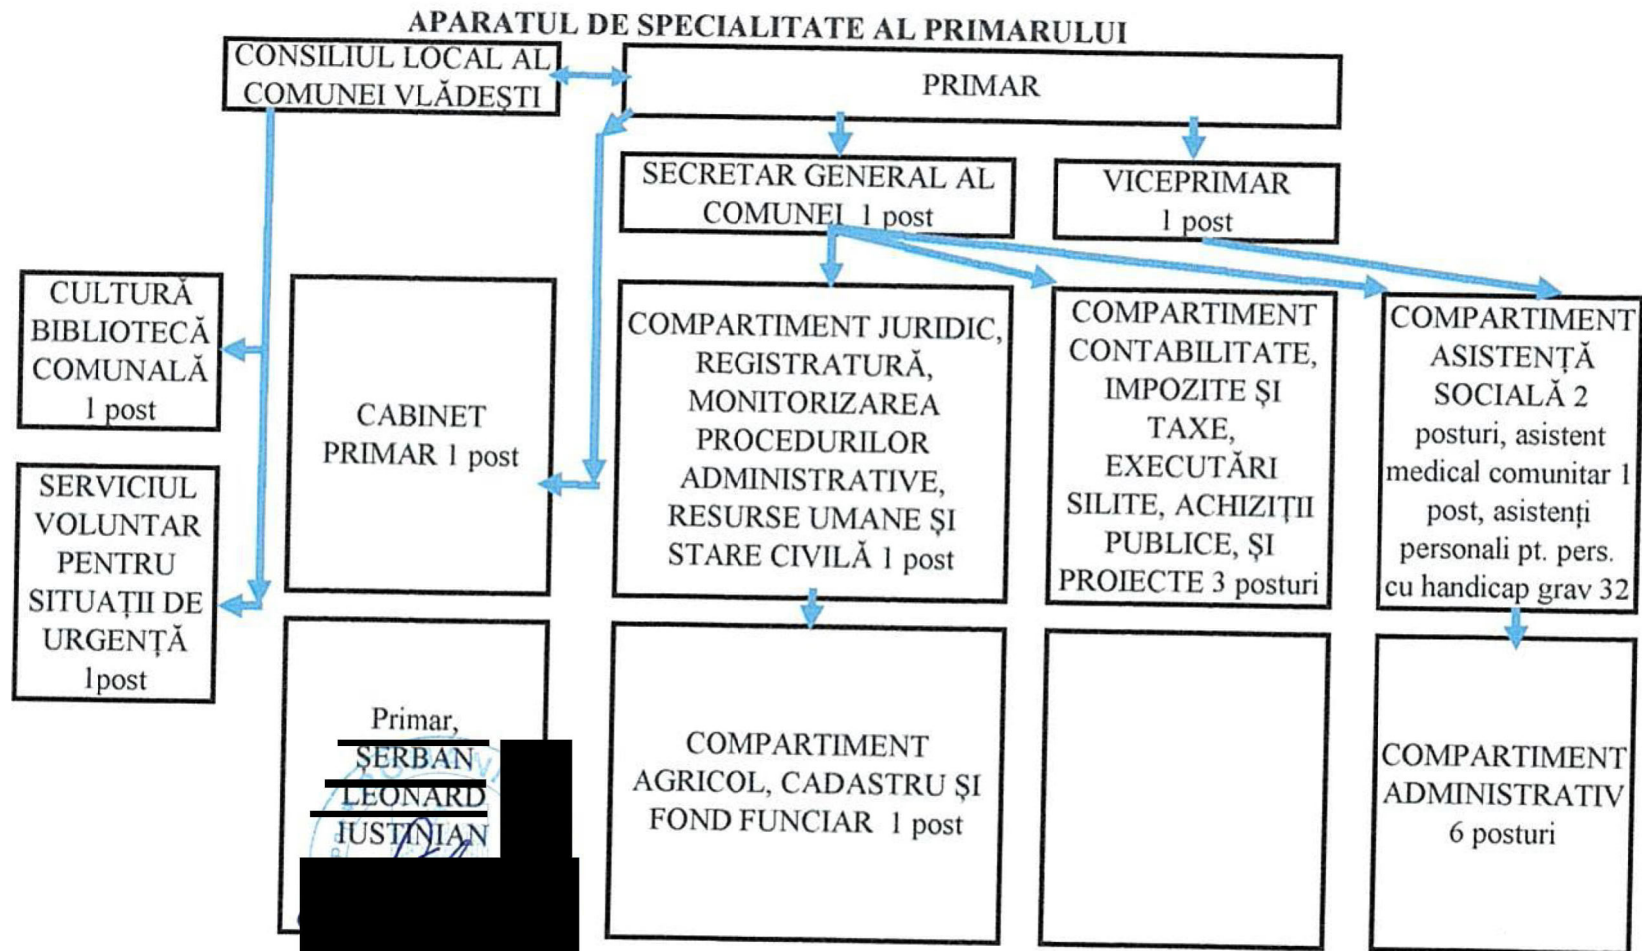 APARATUL DE SPECIALITATE AL PRIMARULUI
CONSILIUL LOCAL AL
COMUNEI VLĂDEȘTI
PRIMAR
SECRETAR GENERAL AL
COMUNEI 1 post
VICEPRIMAR
1 post
CULTURĂ
BIBLIOTECĂ
COMUNALĂ
1 post
SERVICIUL
VOLUNTAR
PENTRU
SITUAȚII DE
URGENȚĂ
1post
CABINET
PRIMAR 1 post
COMPARTIMENT JURIDIC,
REGISTRATURĂ,
MONITORIZAREA
PROCEDURILOR
ADMINISTRATIVE,
RESURSE UMANE ȘI
STARE CIVILĂ 1 post
COMPARTIMENT
CONTABILITATE,
IMPOZITE ȘI
TAXE,
EXECUTĂRI
SILITE, ACHIZIȚII
PUBLICE, ȘI
PROIECTE 3 posturi
COMPARTIMENT
ASISTENȚĂ
SOCIALĂ 2
posturi, asistent
medical comunitar 1
post, asistenți
personali pt. pers.
cu handicap grav 32
Primar,
ȘERBAN
LEONARD
IUSTINIAN
COMPARTIMENT
AGRICOL, CADASTRU ȘI
FOND FUNCIAR 1 post
COMPARTIMENT
ADMINISTRATIV
6 posturi